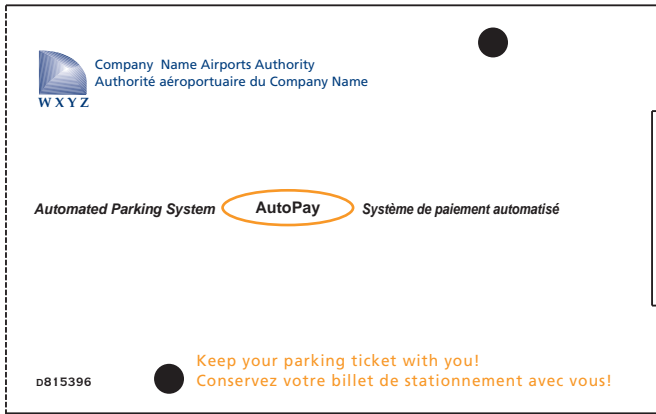 Company Name Airports Authority
Authorité aéroportuaire du Company Name
WXYZ
Automated Parking System AutoPay Système de paiement automatisé
Keep your parking ticket with you!
Conservez votre billet de stationnement avec vous!
D815396